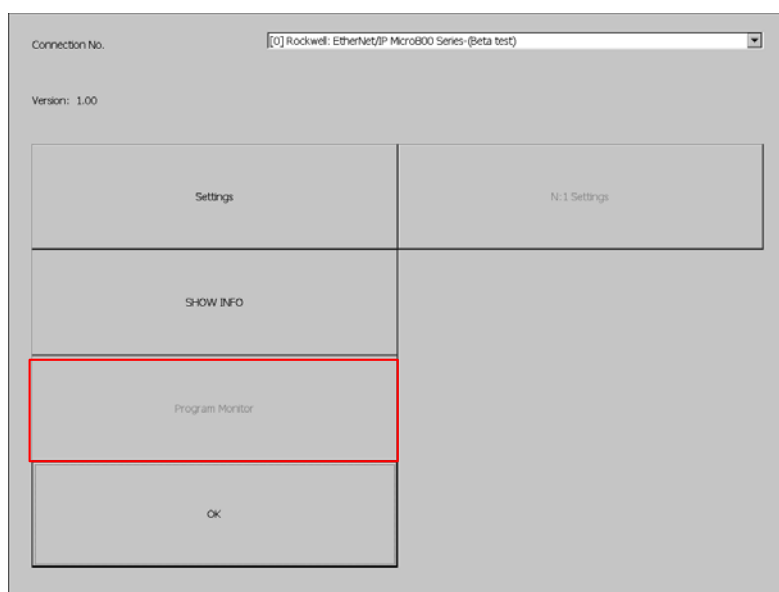 Connection No.
[0] Rockwell: EtherNet/IP Micro800 Series-(Beta test)
Version: 1.00
Settings
N:1 Settings
SHOW INFO
Program Monitor
OK